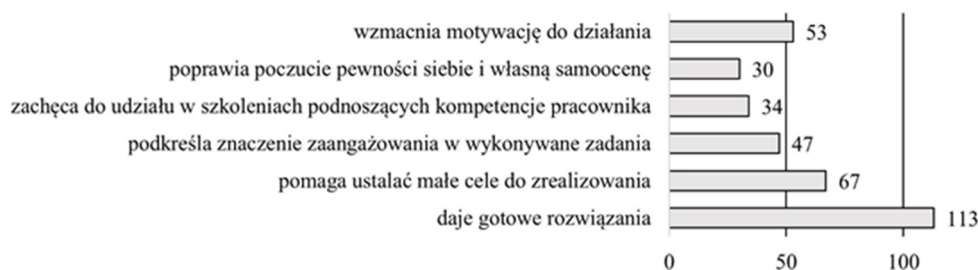 wzmacnia motywację do działania 53
poprawia poczucie pewności siebie i własną samoocenę 30
zachęca do udziału w szkoleniach podnoszących kompetencje pracownika 34
podkreśla znaczenie zaangażowania w wykonywane zadania 47
pomaga ustalać małe cele do zrealizowania 67
daje gotowe rozwiązania 113
0 50 100